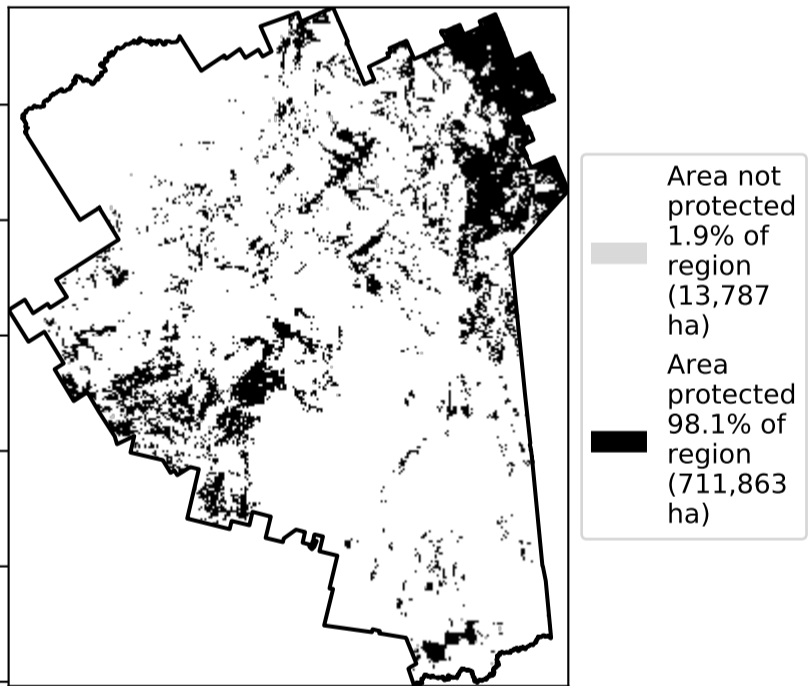 Area not
protected
1.9% of
region
(13,787
ha)
Area
protected
98.1% of
region
(711,863
ha)